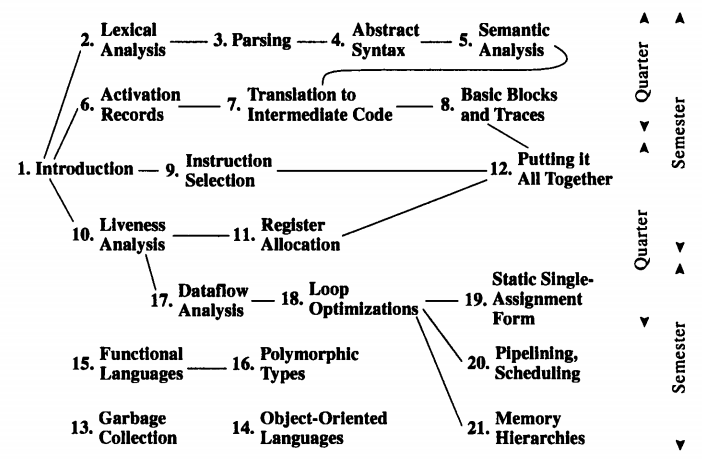 2. Lexical Analysis
3. Parsing
4. Abstract Syntax
5. Semantic Analysis
6. Activation Records
7. Translation to Intermediate Code
8. Basic Blocks and Traces
1. Introduction
9. Instruction Selection
12. Putting it All Together
10. Liveness Analysis
11. Register Allocation
17. Dataflow Analysis
18. Loop Optimizations
19. Static Single-Assignment Form
15. Functional Languages
16. Polymorphic Types
20. Pipelining, Scheduling
13. Garbage Collection
14. Object-Oriented Languages
21. Memory Hierarchies
Quarter
Quarter
Semester
Semester